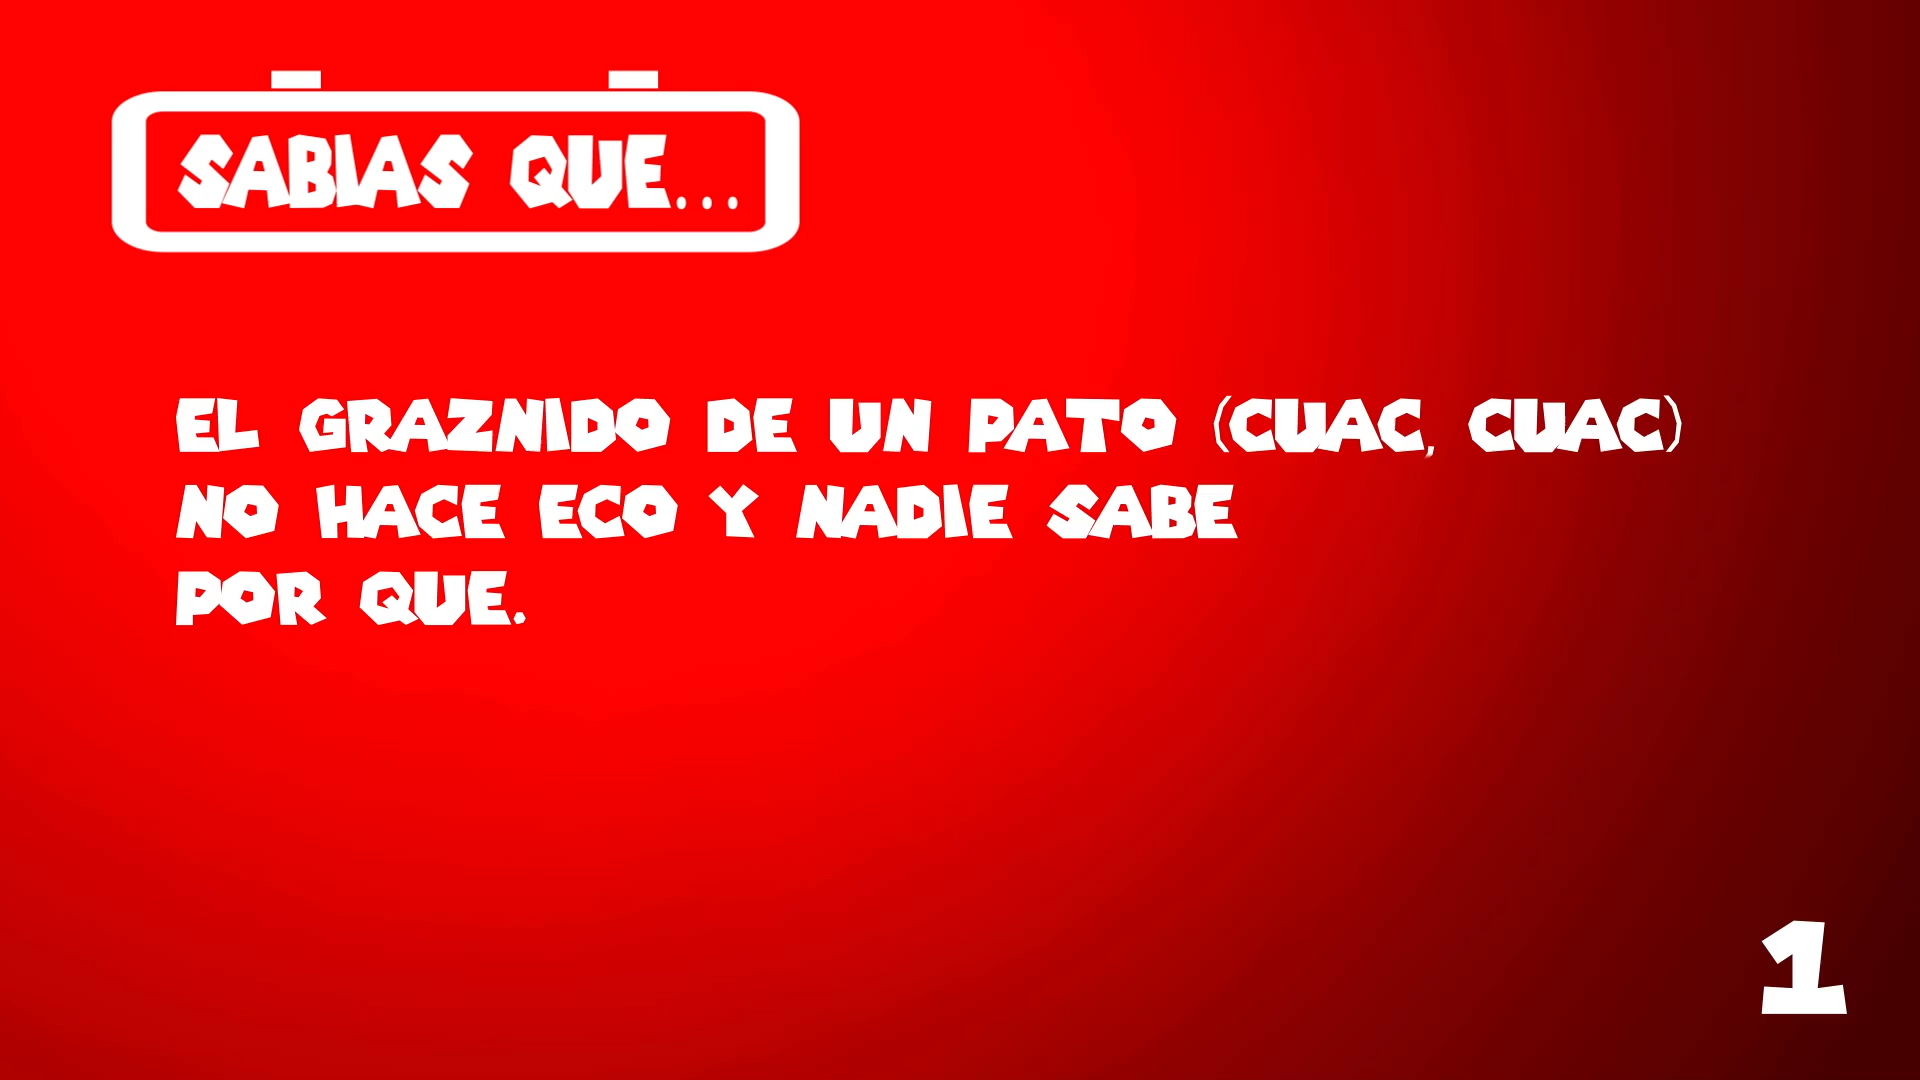 SABIAS QUE...
EL GRAZNIDO DE UN PATO (CUAC, CUAC)
NO HACE ECO Y NADIE SABE
POR QUE.
1